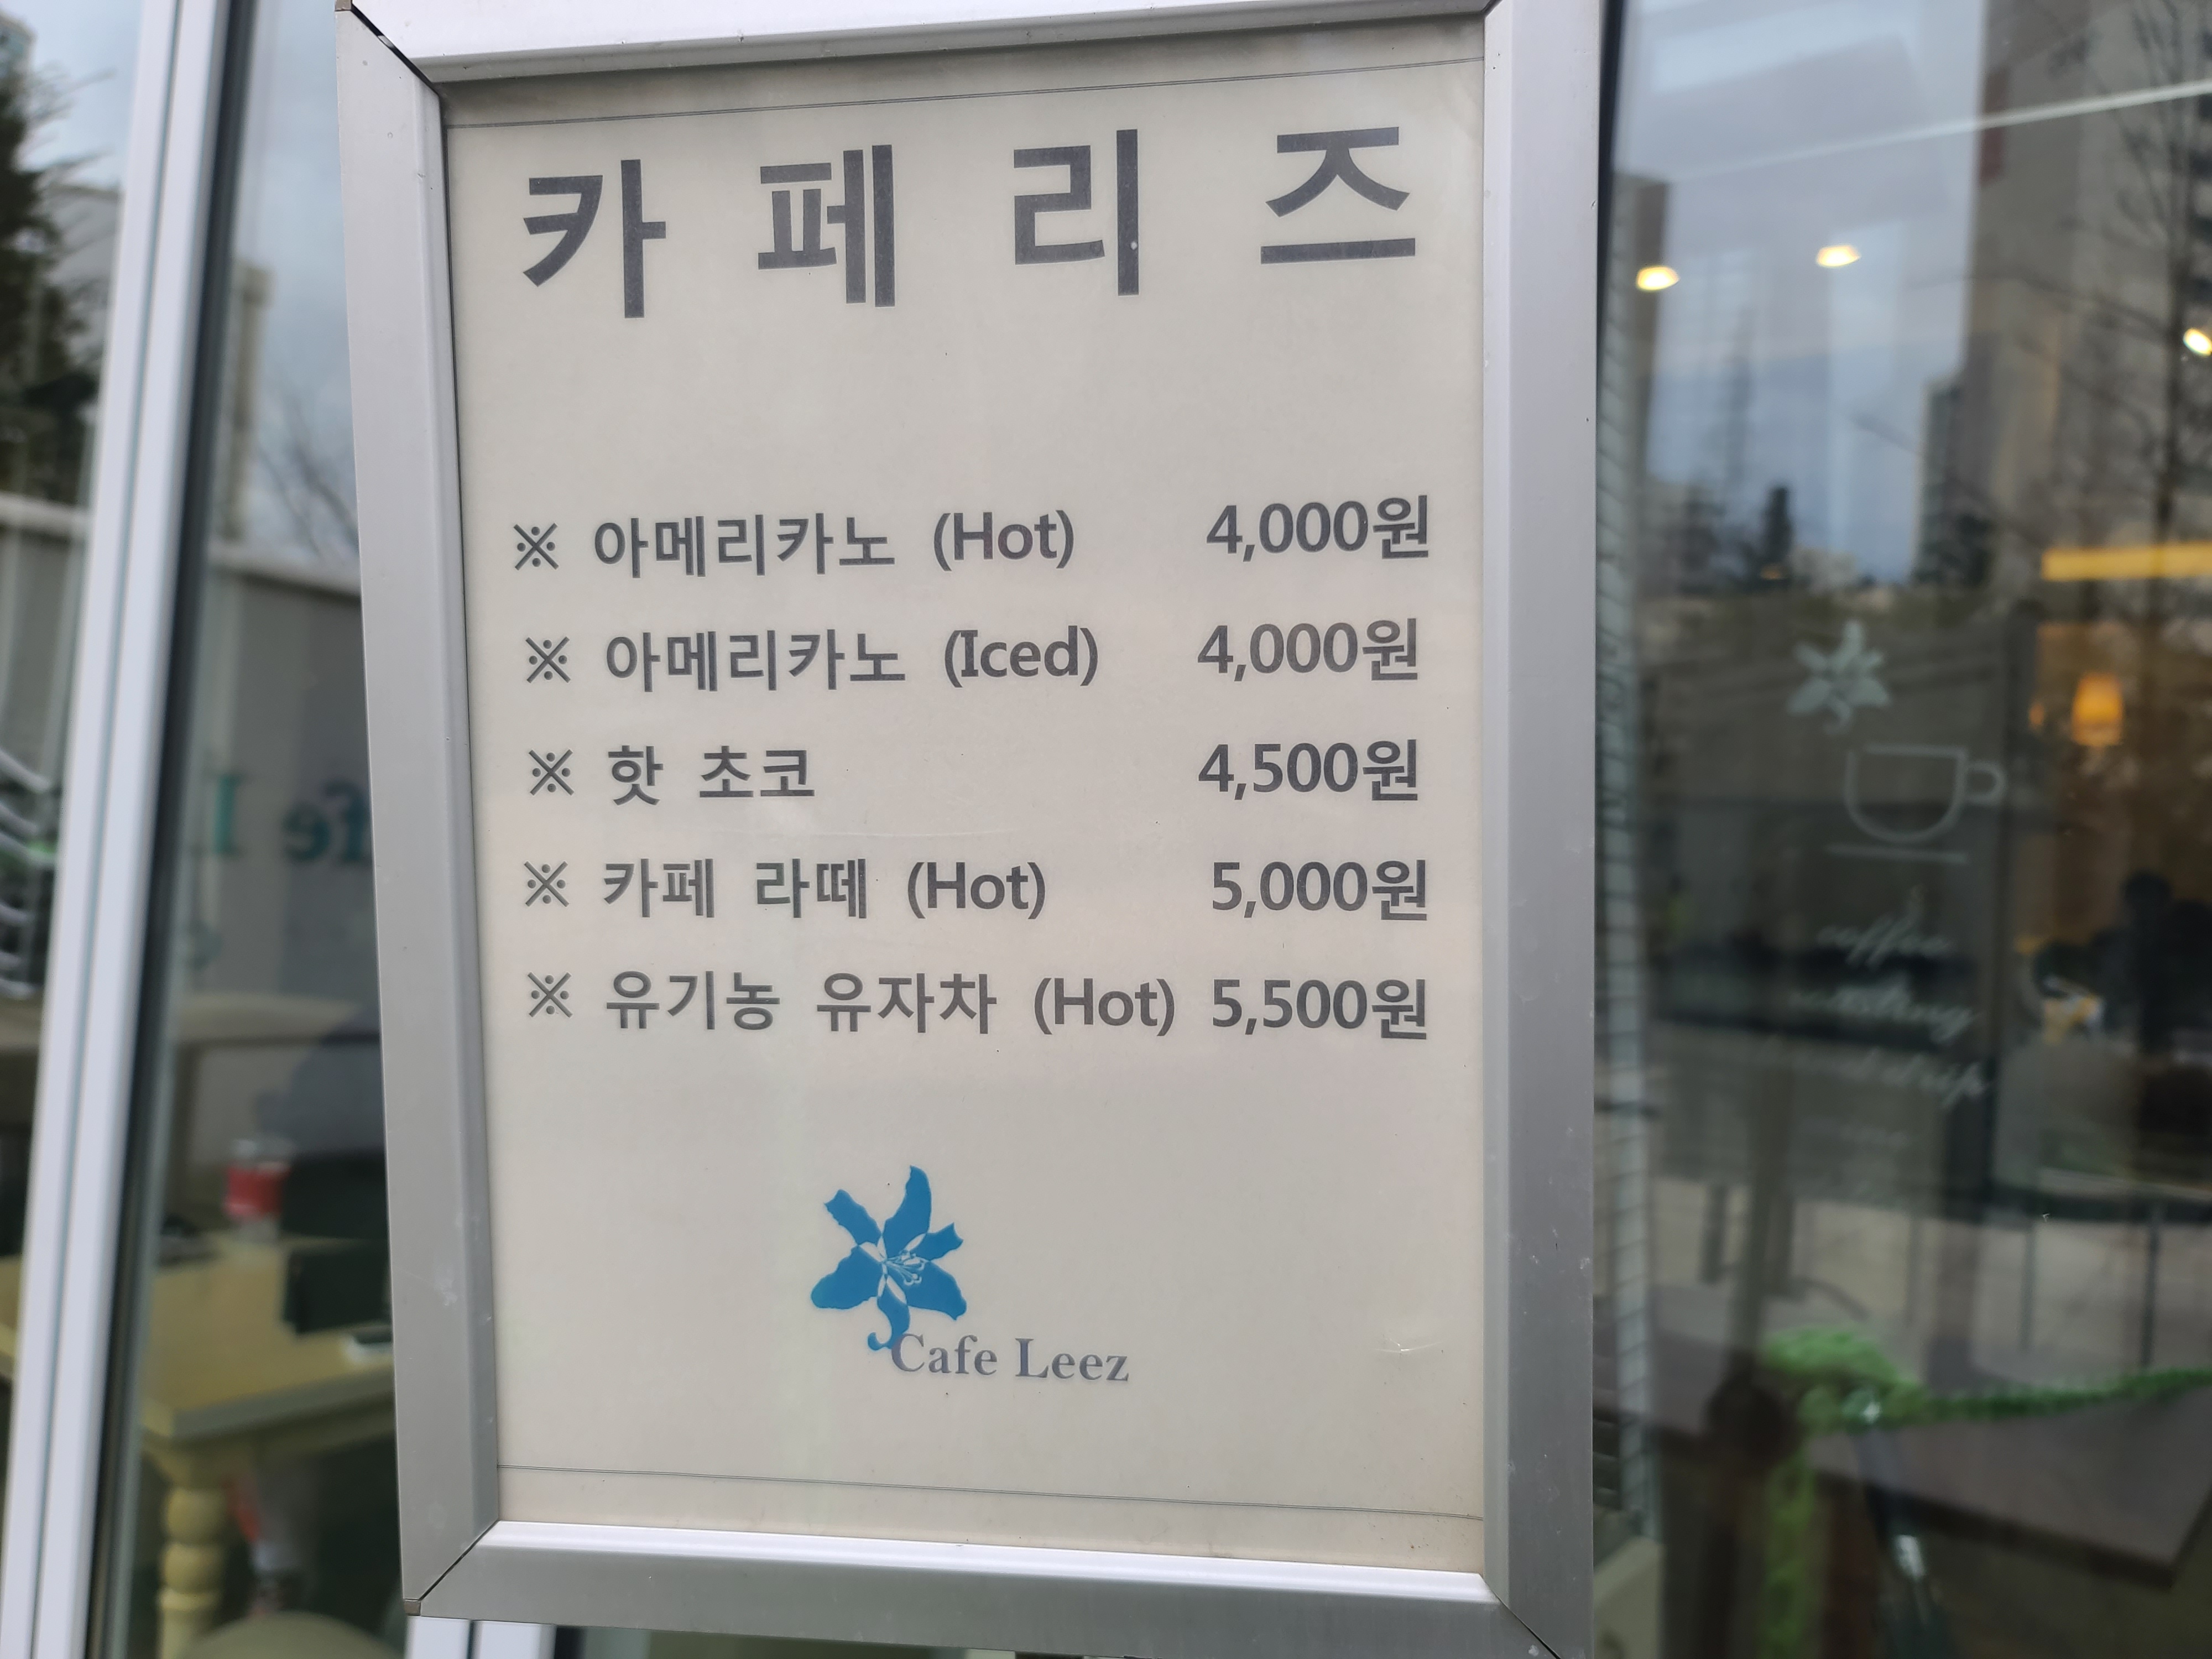 카 페 리 즈
※ 아메리카노 (Hot) 4,000원
※ 아메리카노 (Iced) 4,000원
※ 핫 초코 4,500원
※ 카페 라떼 (Hot) 5,000원
※ 유기농 유자차 (Hot) 5,500원
Cafe Leez
coffee
drip